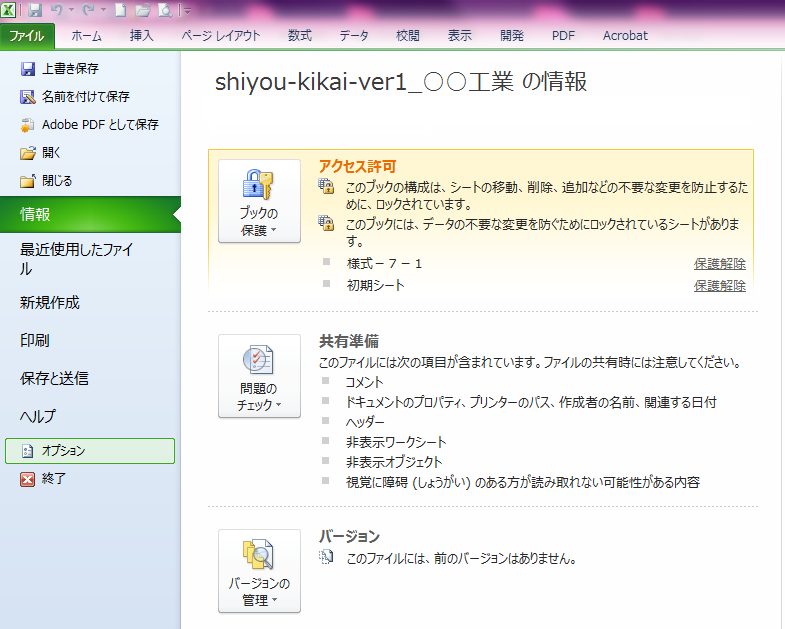 ファイル ホーム 挿入 ページ レイアウト 数式 データ 校閲 表示 開発 PDF Acrobat
上書き保存
名前を付けて保存
Adobe PDF として保存
開く
閉じる
情報
最近使用したファイ
ル
新規作成
印刷
保存と送信
ヘルプ
オプション
終了
shiyou-kikai-ver1_〇〇工業 の情報
ブックの
保護
アクセス許可
このブックの構成は、シートの移動、削除、追加などの不要な変更を防止するた
めに、ロックされています。
このブックには、データの不要な変更を防ぐためにロックされているシートがありま
す。
様式－７－１ 保護解除
初期シート 保護解除
問題の
チェック
共有準備
このファイルには次の項目が含まれています。ファイルの共有時には注意してください。
コメント
ドキュメントのプロパティ、プリンターのパス、作成者の名前、関連する日付
ヘッダー
非表示ワークシート
非表示オブジェクト
視覚に障碍 (しょうがい) のある方が読み取れない可能性がある内容
バージョンの
管理
バージョン
このファイルには、前のバージョンはありません。